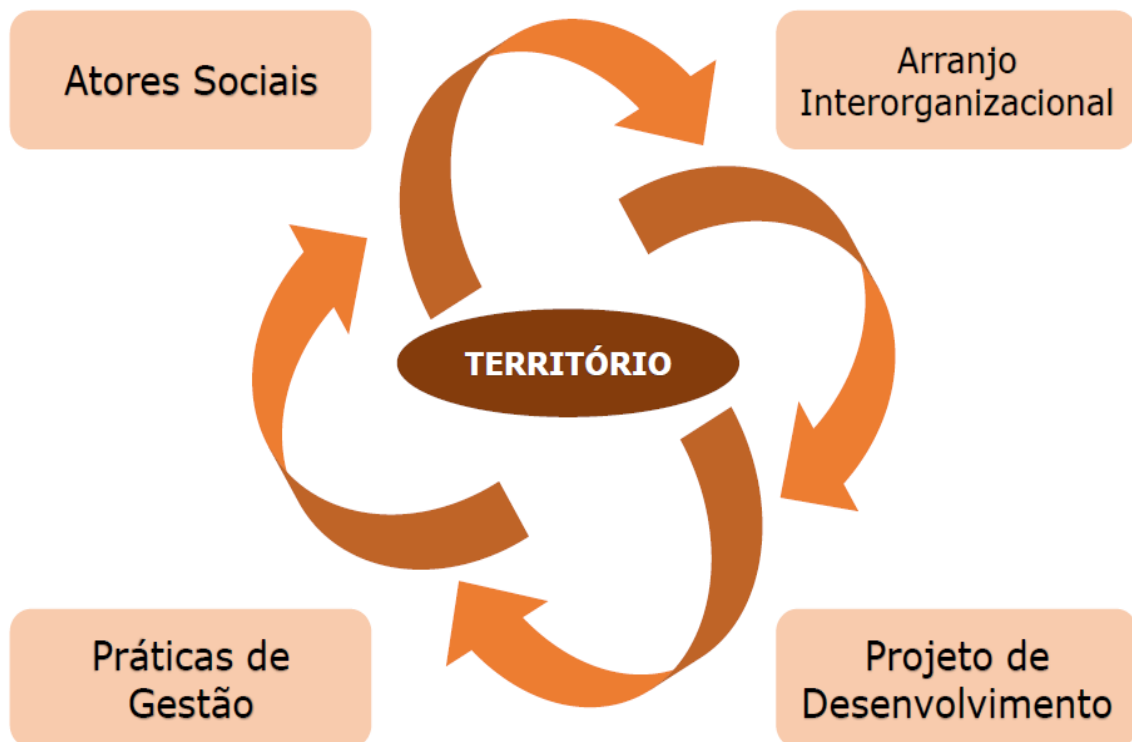 Atores Sociais
Arranjo
Interorganizacional
TERRITÓRIO
Práticas de
Gestão
Projeto de
Desenvolvimento